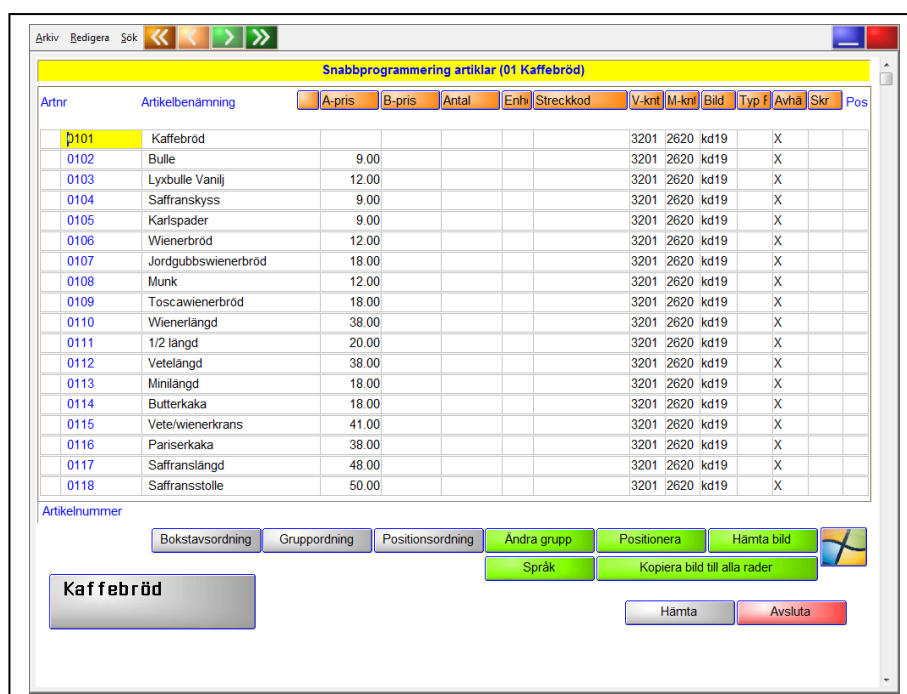 Arkiv Redigera Sök
Snabbprogrammering artiklar (01 Kaffebröd)
Artnr Artikelbenämning A-pris B-pris Antal Enh Streckkod V-knt M-knt Bild Typ F Avhä Skr Pos
0101 Kaffebröd 3201 2620 kd19 X
0102 Bulle 9.00 3201 2620 kd19 X
0103 Lyxbulle Vanilj 12.00 3201 2620 kd19 X
0104 Saffranskyss 9.00 3201 2620 kd19 X
0105 Karlspader 9.00 3201 2620 kd19 X
0106 Wienerbröd 12.00 3201 2620 kd19 X
0107 Jordgubbswienerbröd 18.00 3201 2620 kd19 X
0108 Munk 12.00 3201 2620 kd19 X
0109 Toscawienerbröd 18.00 3201 2620 kd19 X
0110 Wienerlängd 38.00 3201 2620 kd19 X
0111 1/2 längd 20.00 3201 2620 kd19 X
0112 Vetelängd 38.00 3201 2620 kd19 X
0113 Minilängd 18.00 3201 2620 kd19 X
0114 Butterkaka 18.00 3201 2620 kd19 X
0115 Vete/wienerkrans 41.00 3201 2620 kd19 X
0116 Pariserkaka 38.00 3201 2620 kd19 X
0117 Saffranslängd 48.00 3201 2620 kd19 X
0118 Saffransstolle 50.00 3201 2620 kd19 X
Artikelnummer
Bokstavsordning Gruppordning Positionsordning Ändra grupp Positionera Hämta bild
Språk Kopiera bild till alla rader
Kaffebröd
Hämta Avsluta